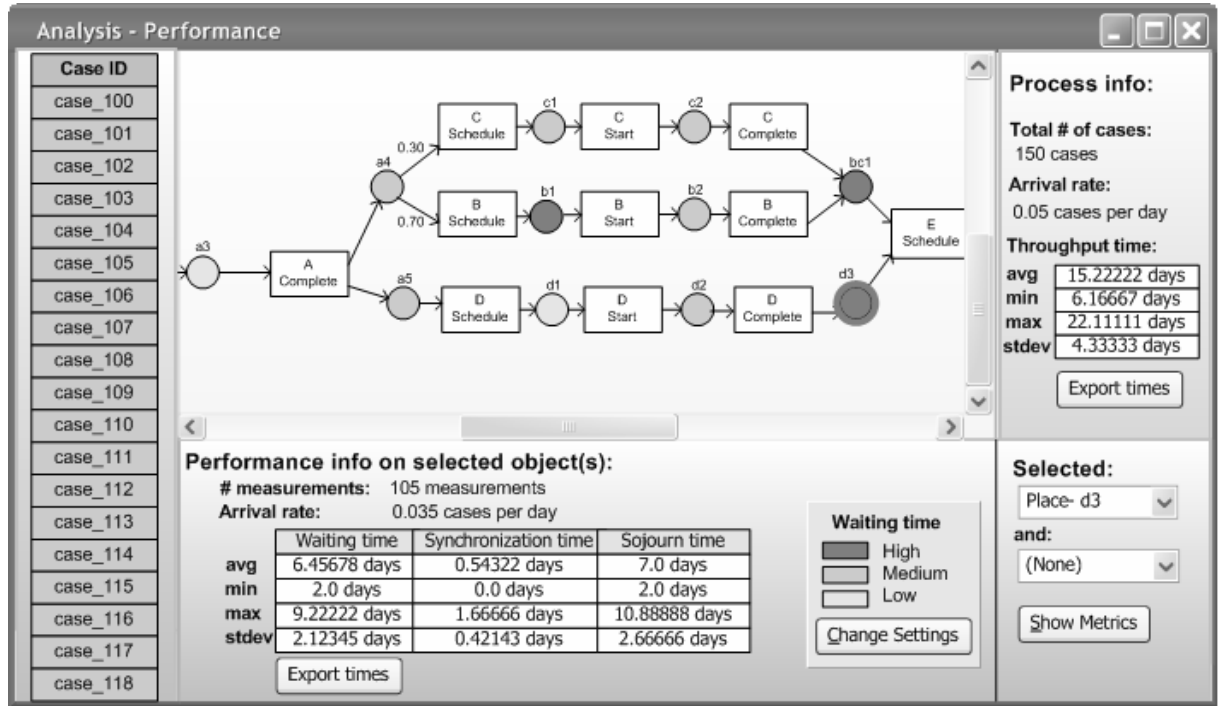 Analysis - Performance
Case ID
case_100
case_101
case_102
case_103
case_104
case_105
case_106
case_107
case_108
case_109
case_110
case_111
case_112
case_113
case_114
case_115
case_116
case_117
case_118
a3
A
Complete
a4
0.30
0.70
a5
C
Schedule
c1
C
Start
c2
C
Complete
B
Schedule
b1
B
Start
b2
B
Complete
bc1
D
Schedule
d1
D
Start
d2
D
Complete
d3
E
Schedule
Process info:
Total # of cases:
150 cases
Arrival rate:
0.05 cases per day
Throughput time:
avg 15.22222 days
min 6.16667 days
max 22.11111 days
stdev 4.33333 days
Export times
Performance info on selected object(s):
# measurements: 105 measurements
Arrival rate: 0.035 cases per day
Waiting time Synchronization time Sojourn time
avg 6.45678 days 0.54322 days 7.0 days
min 2.0 days 0.0 days 2.0 days
max 9.22222 days 1.66666 days 10.88888 days
stdev 2.12345 days 0.42143 days 2.66666 days
Export times
Waiting time
High
Medium
Low
Change Settings
Selected:
Place- d3
and:
(None)
Show Metrics